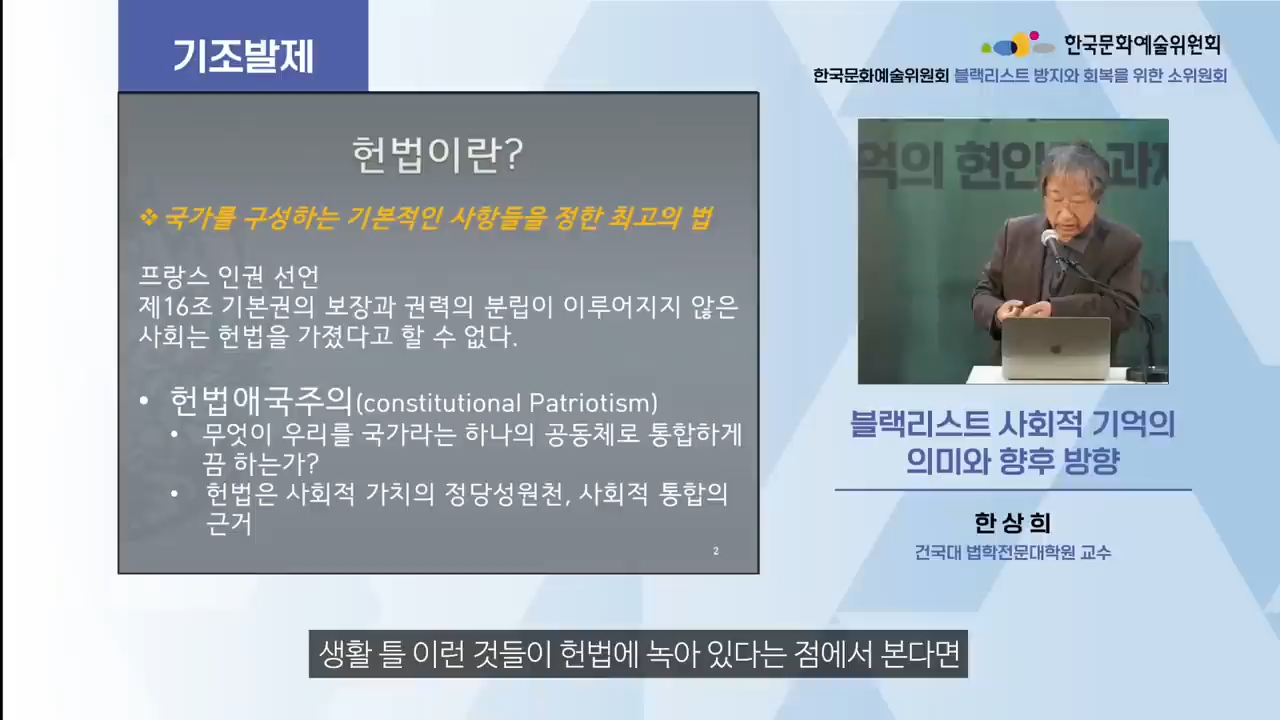 기조발제
한국문화예술위원회
한국문화예술위원회 블랙리스트 방지와 회복을 위한 소위원회
헌법이란?
❖ 국가를 구성하는 기본적인 사항들을 정한 최고의 법
프랑스 인권 선언
제16조 기본권의 보장과 권력의 분립이 이루어지지 않은
사회는 헌법을 가졌다고 할 수 없다.
• 헌법애국주의(constitutional Patriotism)
• 무엇이 우리를 국가라는 하나의 공동체로 통합하게
끔 하는가?
• 헌법은 사회적 가치의 정당성원천, 사회적 통합의
근거
2
억의 현안
블랙리스트 사회적 기억의
의미와 향후 방향
한상희
건국대 법학전문대학원 교수
생활 틀 이런 것들이 헌법에 녹아 있다는 점에서 본다면